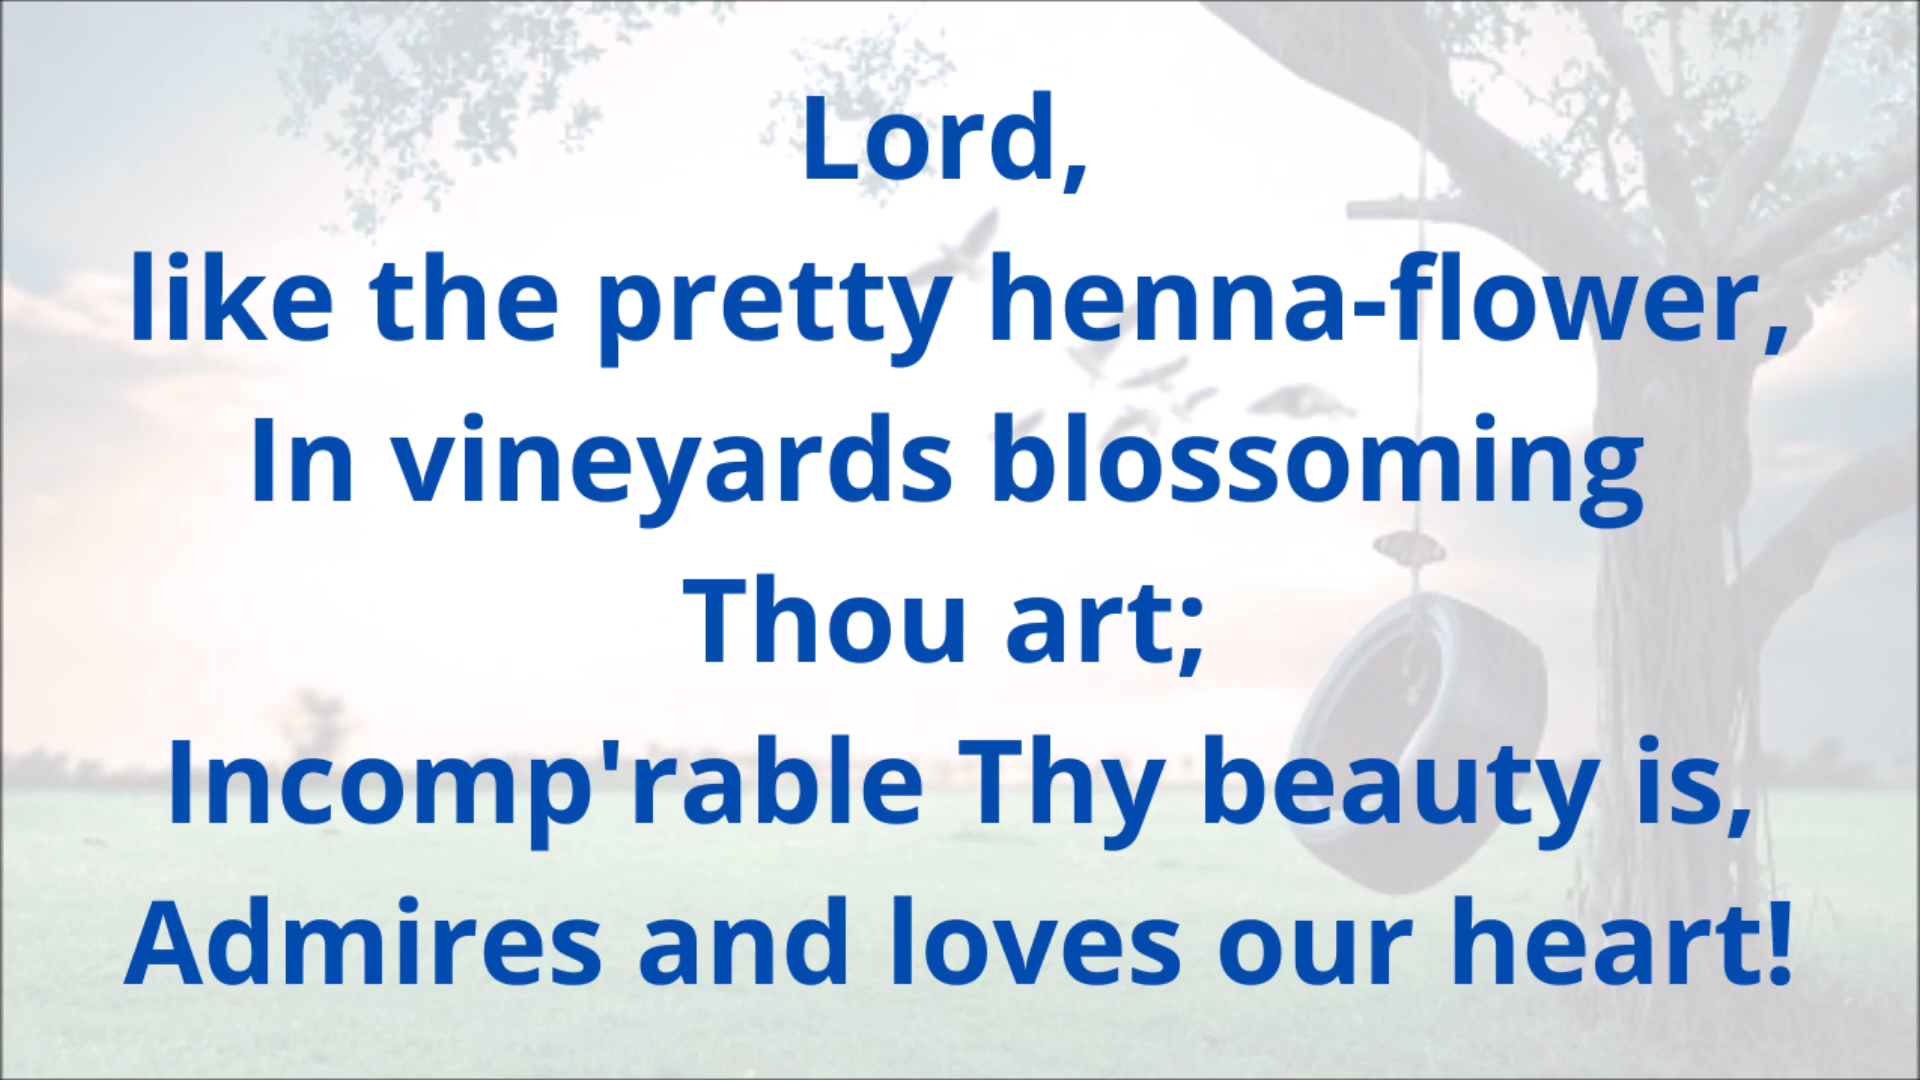 Lord,
like the pretty henna-flower,
In vineyards blossoming
Thou art;
Incomp'rable Thy beauty is,
Admires and loves our heart!